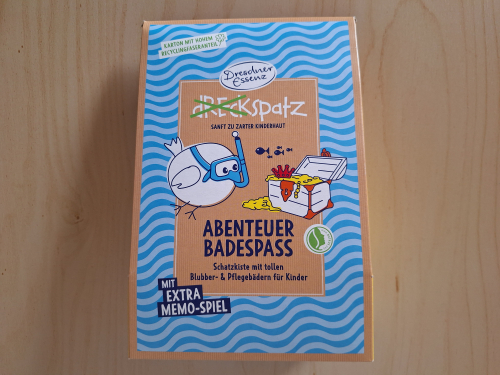 KARTON MIT HOHEM
RECYCLINGFASERANTEIL
Dresdner
Essenz
dRECKspatz
SANFT ZU ZARTER KINDERHAUT
ABENTEUER
BADESPASS
Schatzkiste mit tollen
Blubber- & Pflegebädern für Kinder
MIT
EXTRA
MEMO-SPIEL